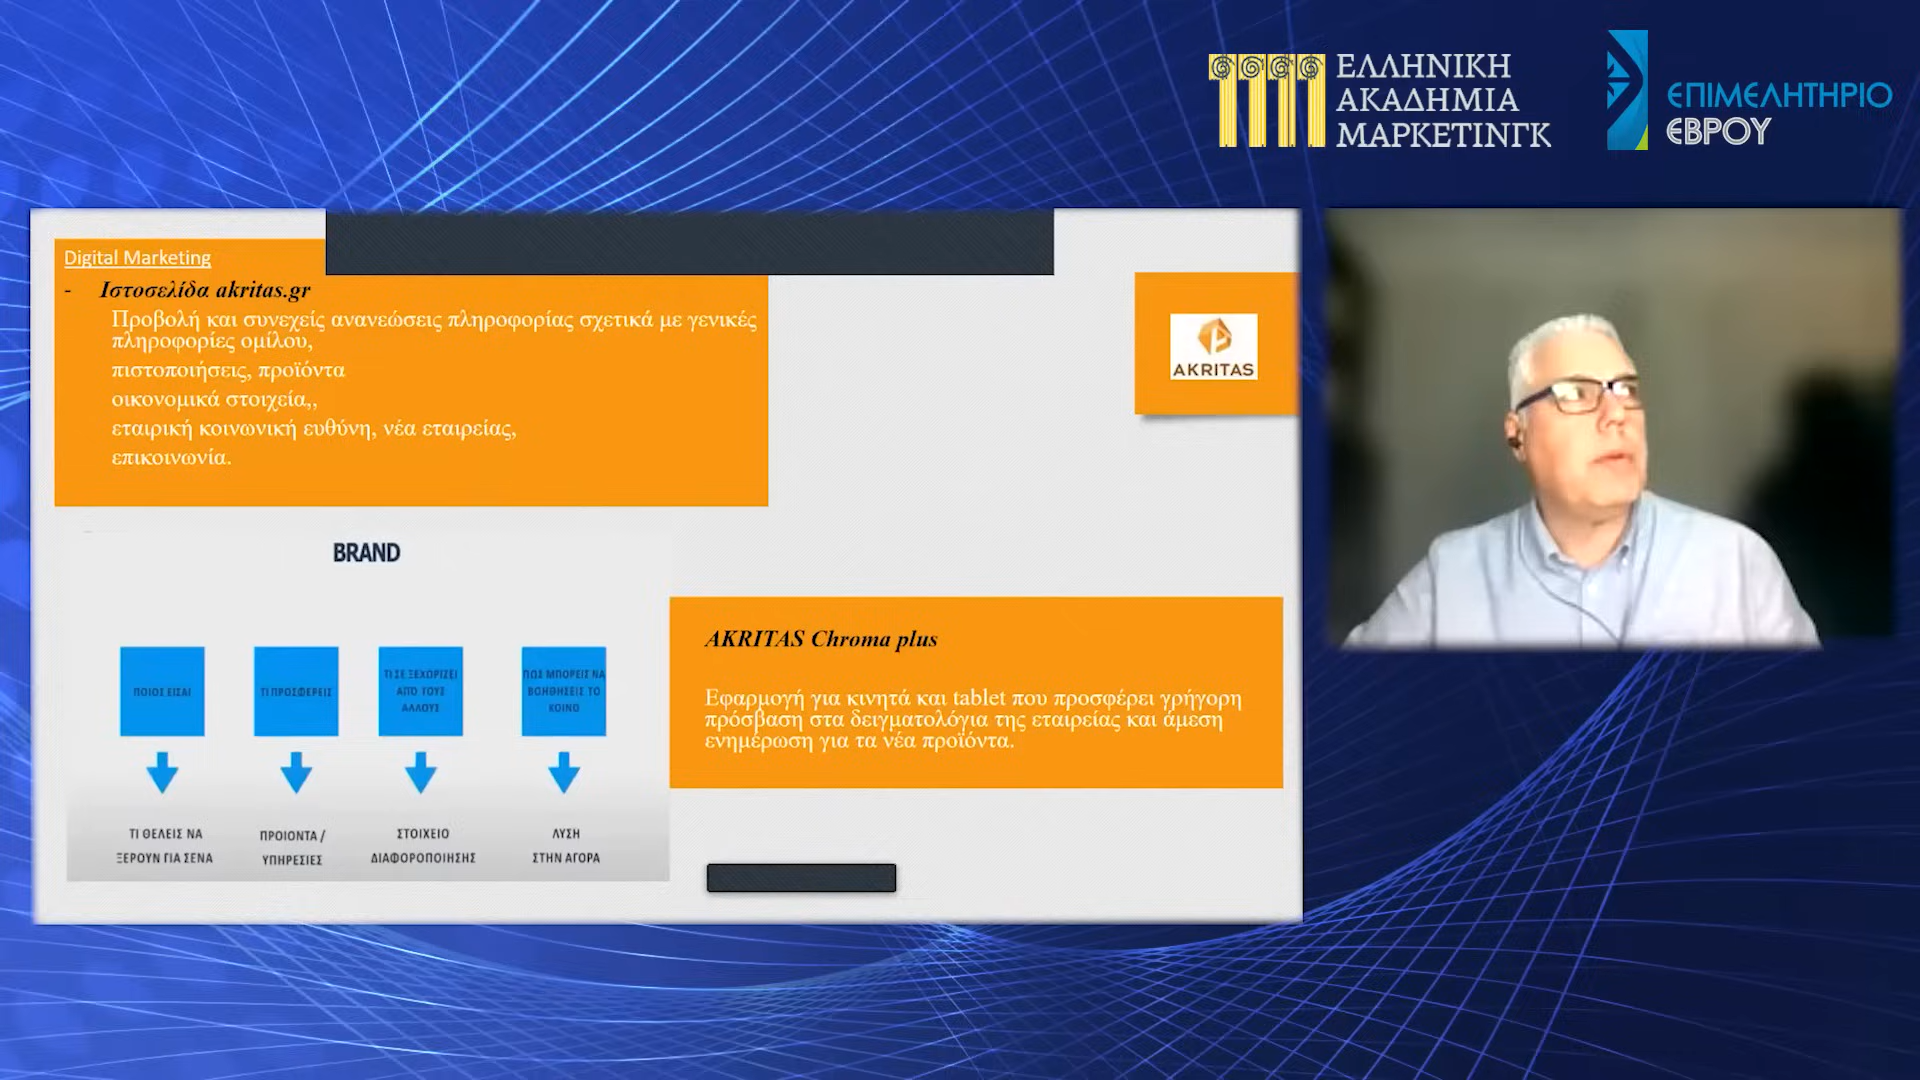 ΕΛΛΗΝΙΚΗ
ΑΚΑΔΗΜΙΑ
ΜΑΡΚΕΤΙΝΓΚ
ΕΠΙΜΕΛΗΤΗΡΙΟ
ΕΒΡΟΥ
Digital Marketing
- Ιστοσελίδα akritas.gr
Προβολή και συνεχείς ανανεώσεις πληροφορίας σχετικά με γενικές
πληροφορίες ομίλου,
πιστοποιήσεις, προϊόντα
οικονομικά στοιχεία,,
εταιρική κοινωνική ευθύνη, νέα εταιρείας,
επικοινωνία.
AKRITAS
BRAND
ΠΟΙΟΣ ΕΙΣΑΙ
ΤΙ ΠΡΟΣΦΕΡΕΙΣ
ΤΙ ΣΕ ΞΕΧΩΡΙΖΕΙ
ΑΠΟ ΤΟΥΣ
ΑΛΛΟΥΣ
ΠΩΣ ΜΠΟΡΕΙΣ ΝΑ
ΒΟΗΘΗΣΕΙΣ ΤΟ
ΚΟΙΝΟ
ΤΙ ΘΕΛΕΙΣ ΝΑ
ΞΕΡΟΥΝ ΓΙΑ ΣΕΝΑ
ΠΡΟΙΟΝΤΑ /
ΥΠΗΡΕΣΙΕΣ
ΣΤΟΙΧΕΙΟ
ΔΙΑΦΟΡΟΠΟΙΗΣΗΣ
ΛΥΣΗ
ΣΤΗΝ ΑΓΟΡΑ
AKRITAS Chroma plus
Εφαρμογή για κινητά και tablet που προσφέρει γρήγορη
πρόσβαση στα δειγματολόγια της εταιρείας και άμεση
ενημέρωση για τα νέα προϊόντα.